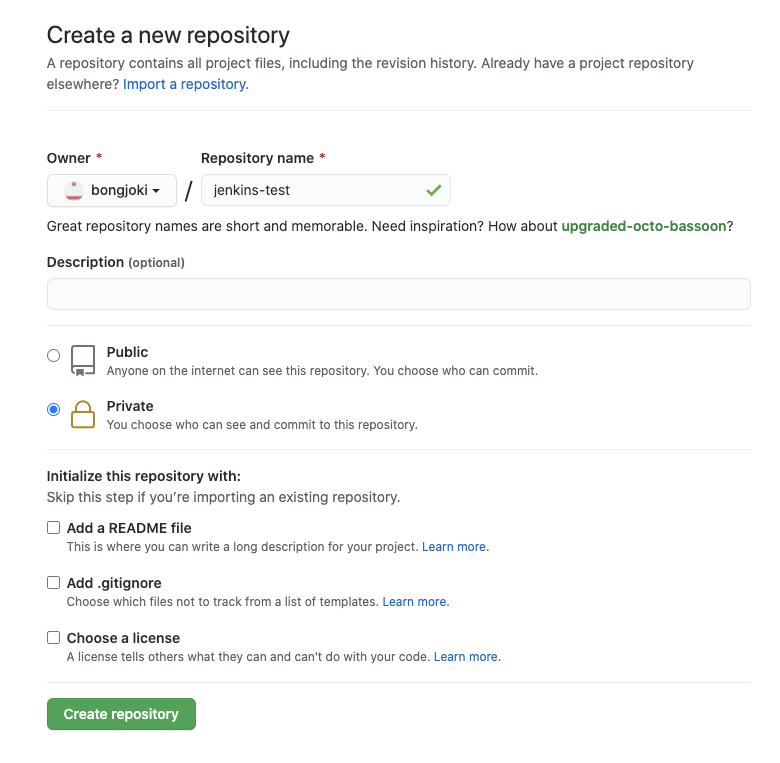 Create a new repository
A repository contains all project files, including the revision history. Already have a project repository
elsewhere? Import a repository.
Owner *
Repository name *
bongjoki
/
jenkins-test
Great repository names are short and memorable. Need inspiration? How about upgraded-octo-bassoon?
Description (optional)
Public
Anyone on the internet can see this repository. You choose who can commit.
Private
You choose who can see and commit to this repository.
Initialize this repository with:
Skip this step if you’re importing an existing repository.
Add a README file
This is where you can write a long description for your project. Learn more.
Add .gitignore
Choose which files not to track from a list of templates. Learn more.
Choose a license
A license tells others what they can and can't do with your code. Learn more.
Create repository